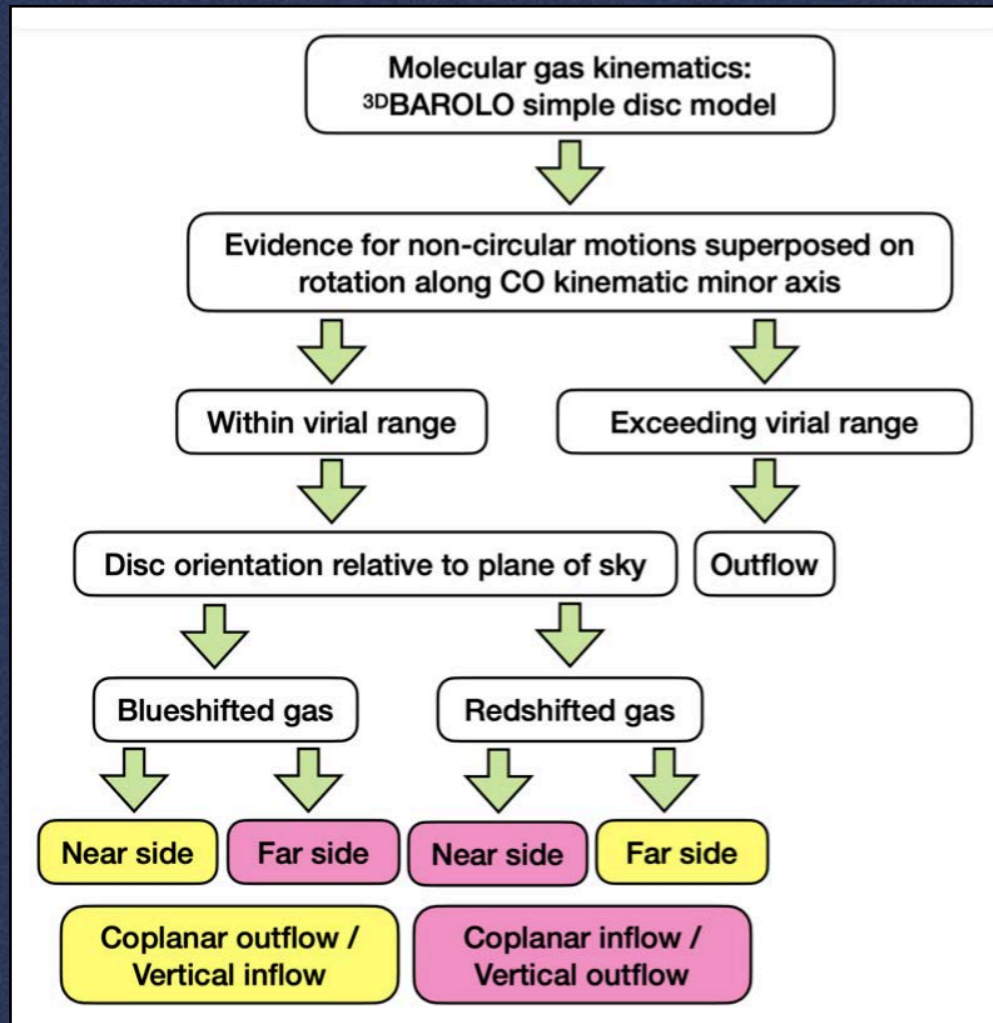 Molecular gas kinematics:
³ᴰBAROLO simple disc model
Evidence for non-circular motions superposed on
rotation along CO kinematic minor axis
Within virial range
Exceeding virial range
Disc orientation relative to plane of sky
Outflow
Blueshifted gas
Redshifted gas
Near side
Far side
Near side
Far side
Coplanar outflow /
Vertical inflow
Coplanar inflow /
Vertical outflow